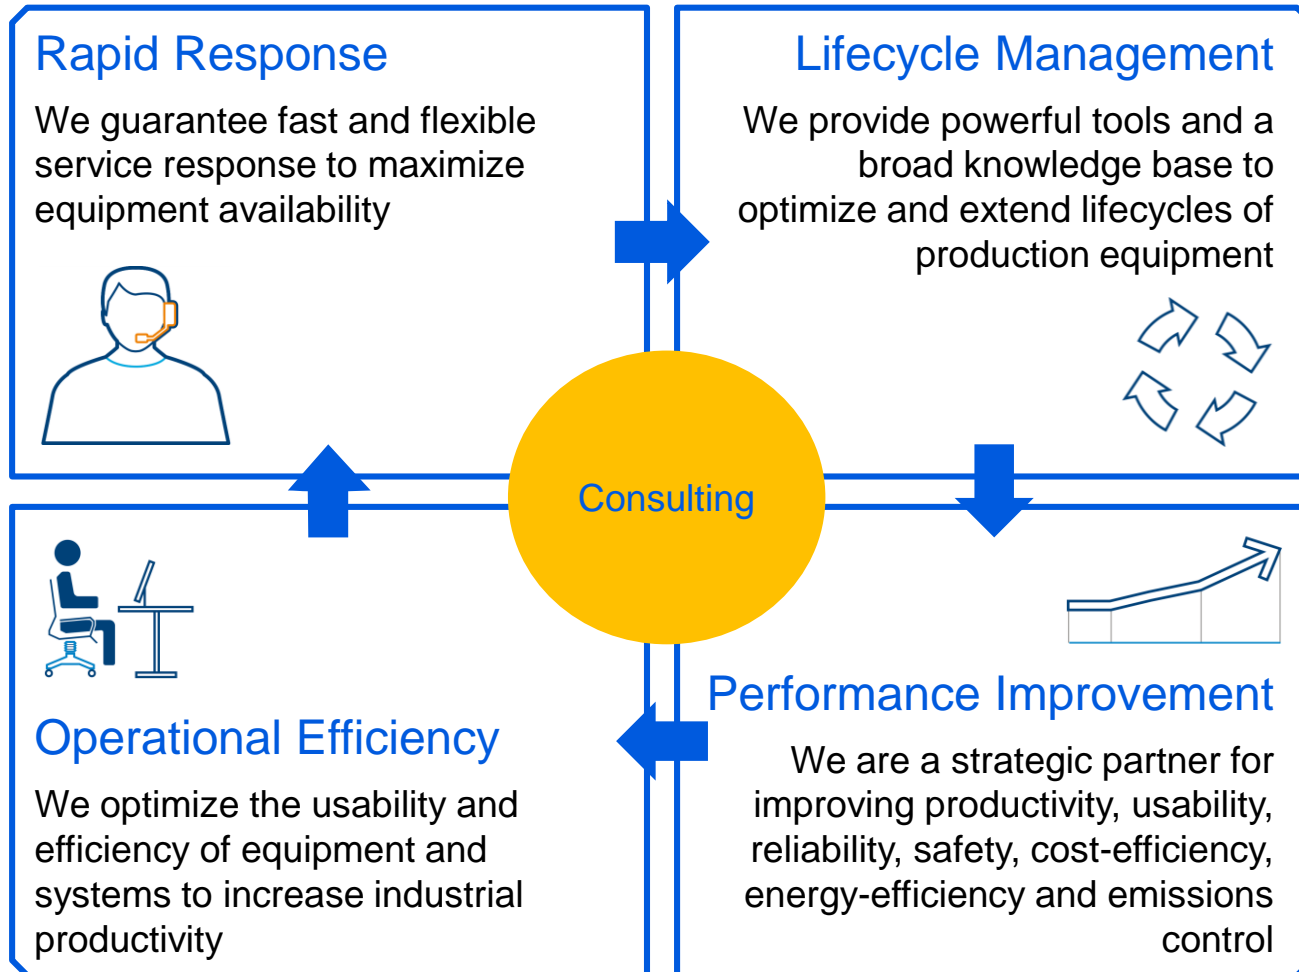 Rapid Response
We guarantee fast and flexible
service response to maximize
equipment availability
Lifecycle Management
We provide powerful tools and a
broad knowledge base to
optimize and extend lifecycles of
production equipment
Consulting
Operational Efficiency
We optimize the usability and
efficiency of equipment and
systems to increase industrial
productivity
Performance Improvement
We are a strategic partner for
improving productivity, usability,
reliability, safety, cost-efficiency,
energy-efficiency and emissions
control